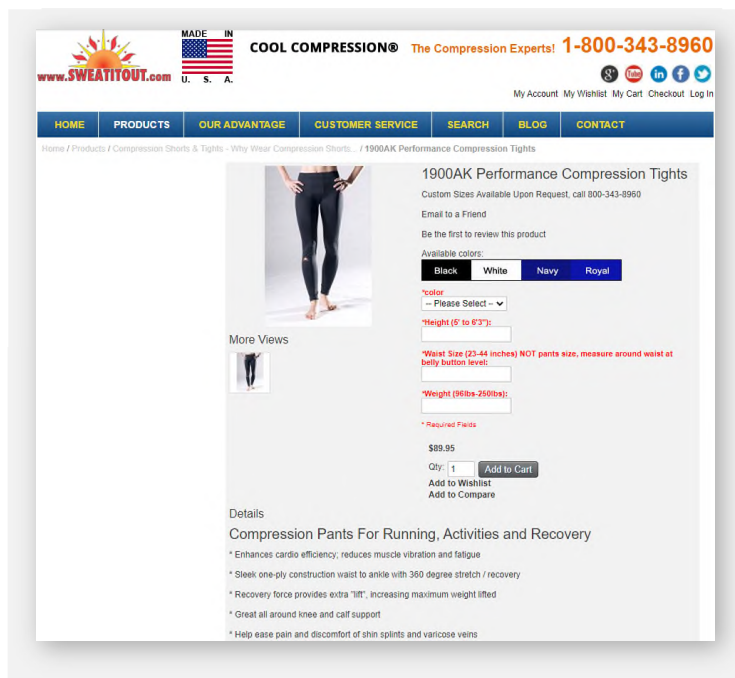 MADE IN
U. S. A.
www.SWEATITOUT.com
COOL COMPRESSION® The Compression Experts! 1-800-343-8960
My Account My Wishlist My Cart Checkout Log In
HOME PRODUCTS OUR ADVANTAGE CUSTOMER SERVICE SEARCH BLOG CONTACT
Home / Products / Compression Shorts & Tights - Why Wear Compression Shorts... / 1900AK Performance Compression Tights
1900AK Performance Compression Tights
Custom Sizes Available Upon Request, call 800-343-8960
Email to a Friend
Be the first to review this product
Available colors:
Black White Navy Royal
*color
-- Please Select --
*Height (5' to 6'3"):
*Waist Size (23-44 inches) NOT pants size, measure around waist at
belly button level:
*Weight (96lbs-250lbs):
* Required Fields
More Views
$89.95
Qty: 1 Add to Cart
Add to Wishlist
Add to Compare
Details
Compression Pants For Running, Activities and Recovery
* Enhances cardio efficiency; reduces muscle vibration and fatigue
* Sleek one-ply construction waist to ankle with 360 degree stretch / recovery
* Recovery force provides extra "lift", increasing maximum weight lifted
* Great all around knee and calf support
* Help ease pain and discomfort of shin splints and varicose veins